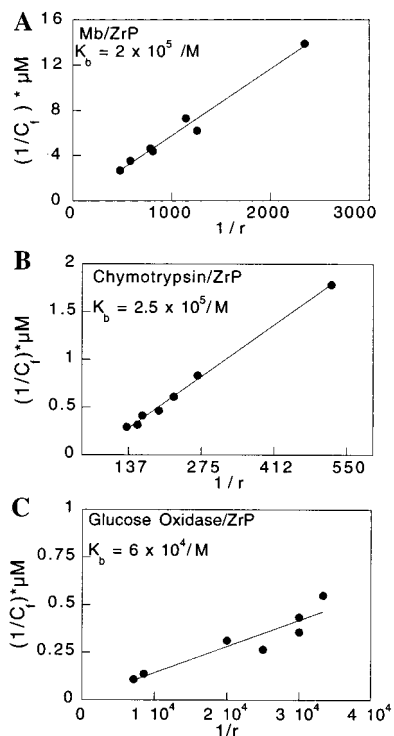 A
Mb/ZrP
K_b = 2 x 10^5 /M
16
12
8
4
0
(1/C_f) * µM
0 1000 2000 3000
1 / r
B
Chymotrypsin/ZrP
K_b = 2.5 x 10^5/M
2
1.5
1
0.5
0
(1/C_f)*µM
137 275 412 550
1 / r
C
Glucose Oxidase/ZrP
K_b = 6 x 10^4/M
1
0.75
0.5
0.25
0
(1/C_f)*µM
0 1 10^4 2 10^4 3 10^4 4 10^4
1/r